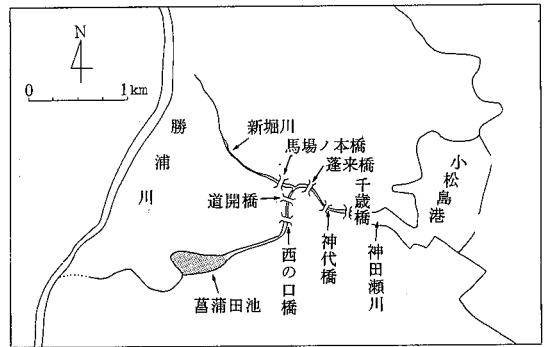 N
0 1km
勝浦川
新堀川
馬場ノ本橋
蓬来橋
千歳橋
小松島港
道開橋
西の口橋
神代橋
神田瀬川
菖蒲田池